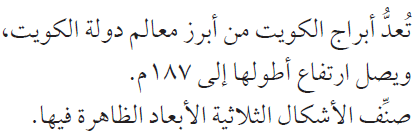 تُعدُّ أبراج الكويت من أبرز معالم دولة الكويت،
ويصل ارتفاع أطولها إلى ١٨٧م.
صنِّف الأشكال الثلاثية الأبعاد الظاهرة فيها.